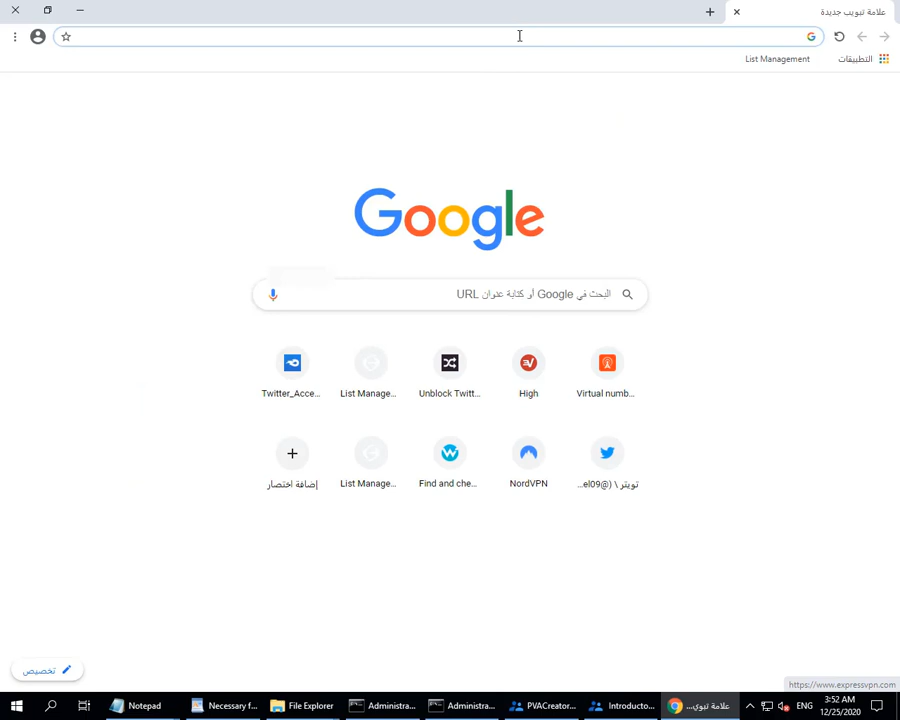 علامة تبويب جديدة
التطبيقات
List Management
Google
البحث في Google أو كتابة عنوان URL
Virtual numb...
High
Unblock Twitt...
List Manage...
Twitter_Acce...
تويتر \ (@el09...
NordVPN
Find and che...
List Manage...
إضافة اختصار
تخصيص
https://www.expressvpn.com
Notepad
Necessary f...
File Explorer
Administra...
Administra...
PVACreator...
Introducto...
علامة تبوي...
ENG
3:52 AM
12/25/2020